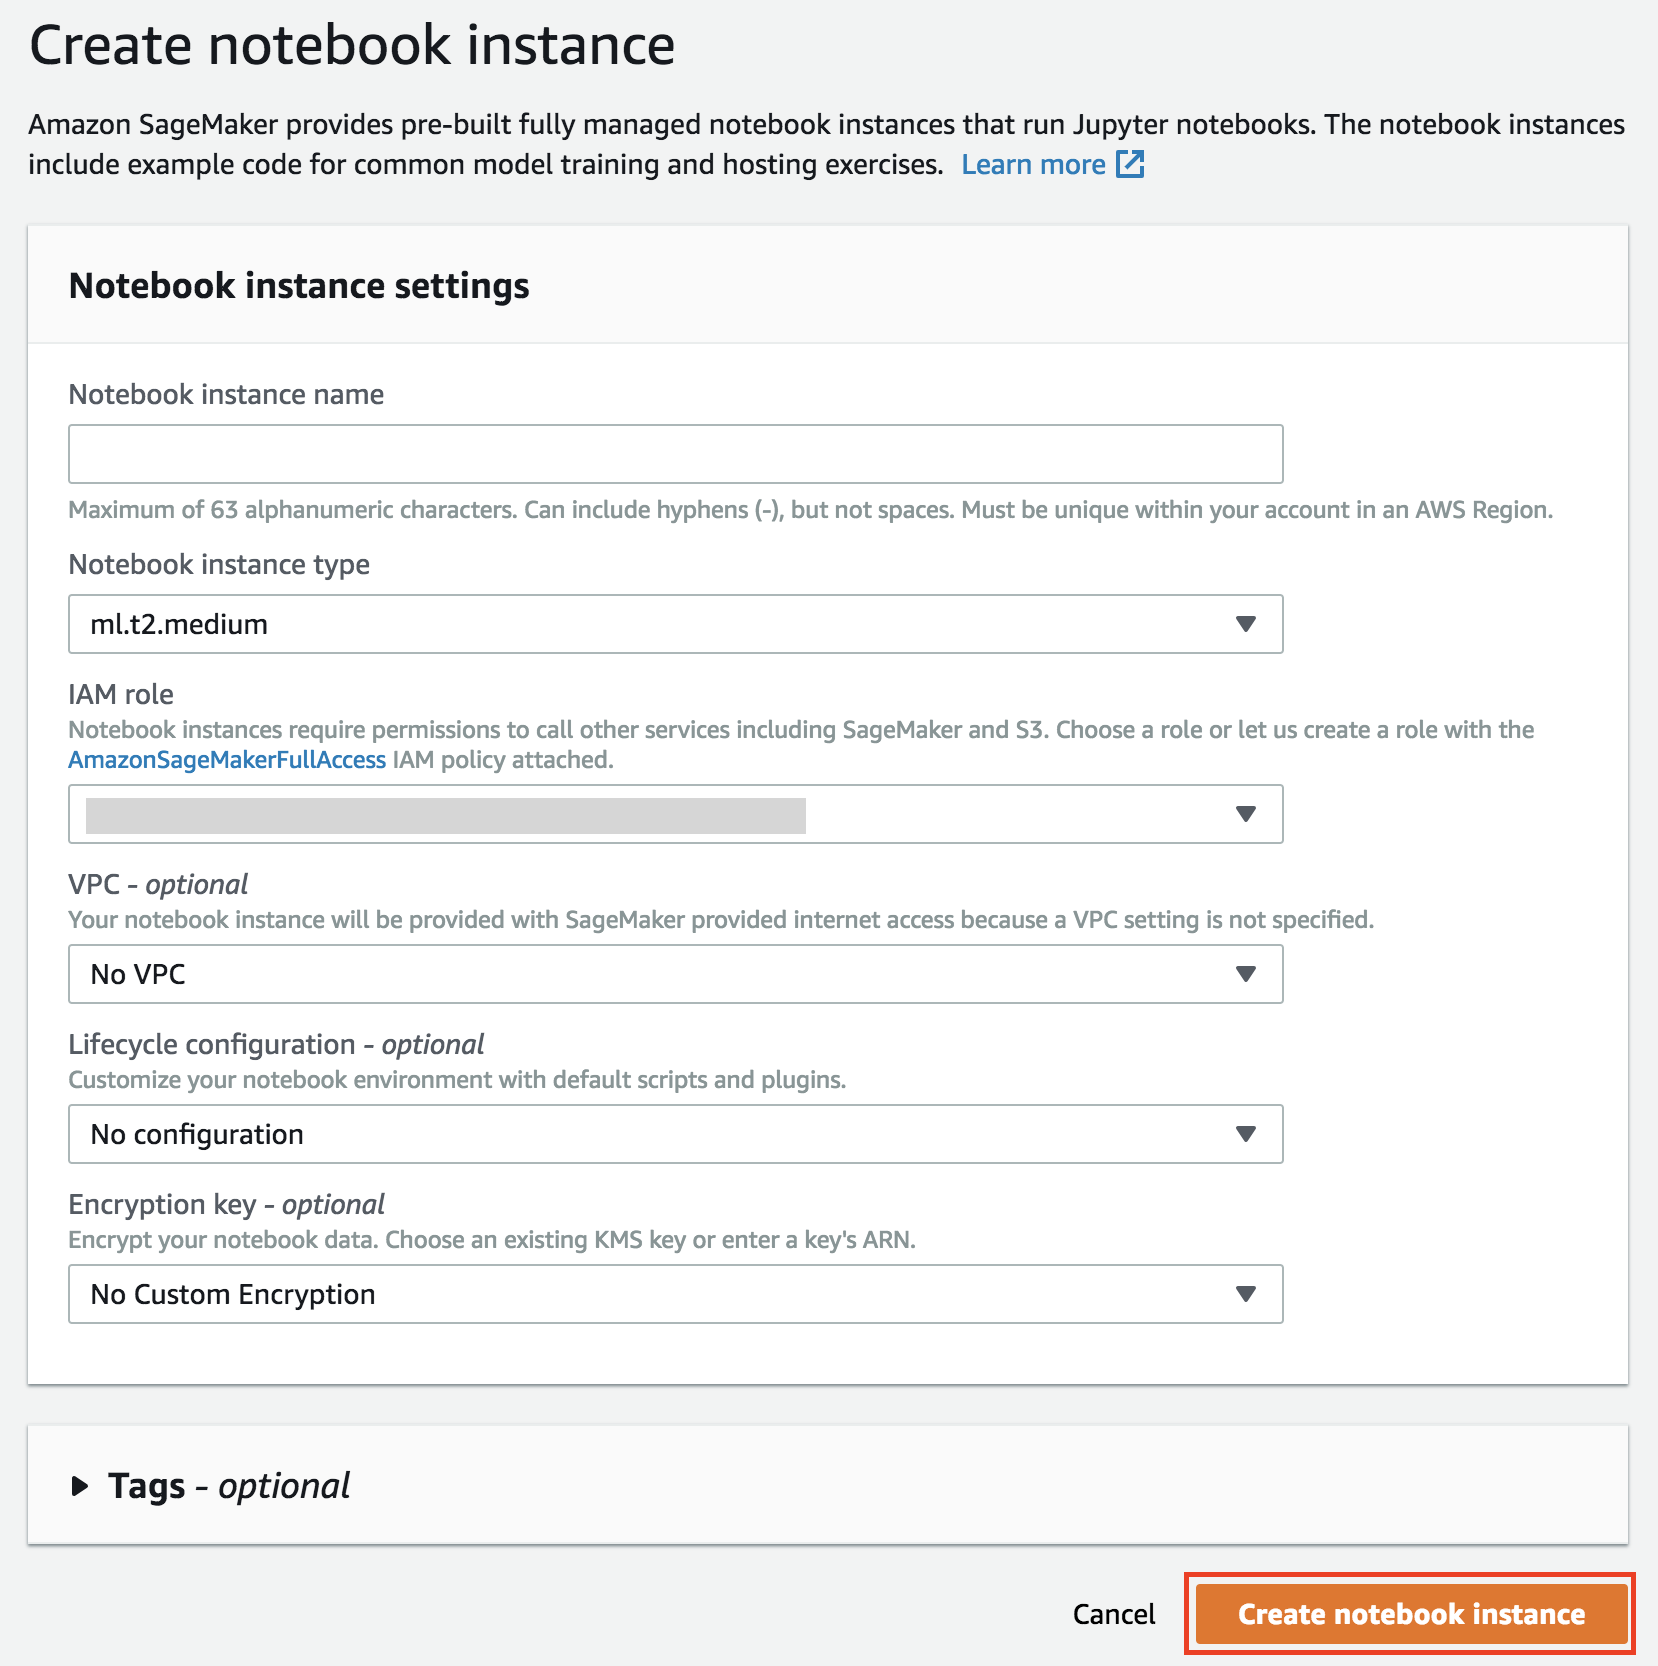 Create notebook instance
Amazon SageMaker provides pre-built fully managed notebook instances that run Jupyter notebooks. The notebook instances
include example code for common model training and hosting exercises. Learn more
Notebook instance settings
Notebook instance name
Maximum of 63 alphanumeric characters. Can include hyphens (-), but not spaces. Must be unique within your account in an AWS Region.
Notebook instance type
ml.t2.medium
IAM role
Notebook instances require permissions to call other services including SageMaker and S3. Choose a role or let us create a role with the
AmazonSageMakerFullAccess IAM policy attached.
VPC - optional
Your notebook instance will be provided with SageMaker provided internet access because a VPC setting is not specified.
No VPC
Lifecycle configuration - optional
Customize your notebook environment with default scripts and plugins.
No configuration
Encryption key - optional
Encrypt your notebook data. Choose an existing KMS key or enter a key's ARN.
No Custom Encryption
Tags - optional
Cancel Create notebook instance